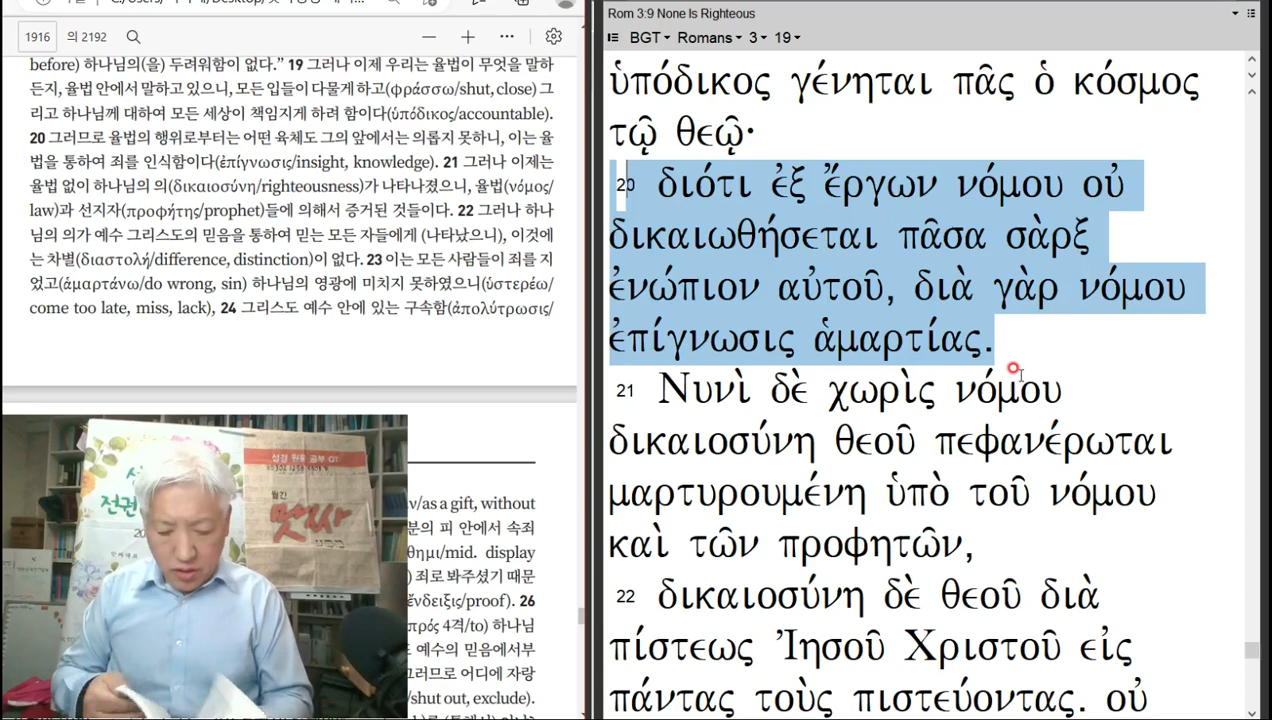 1916 의 2192
before) 하나님의(을) 두려워함이 없다.” 19 그러나 이제 우리는 율법이 무엇을 말하
든지, 율법 안에서 말하고 있으니, 모든 입들이 다물게 하고(φράσσω/shut, close) 그
리고 하나님께 대하여 모든 세상이 책임지게 하려 함이다(ὑπόδικος/accountable).
20 그러므로 율법의 행위로부터는 어떤 육체도 그의 앞에서는 의롭지 못하니, 이는 율
법을 통하여 죄를 인식함이다(ἐπίγνωσις/insight, knowledge). 21 그러나 이제는
율법 없이 하나님의 의(δικαιοσύνη/righteousness)가 나타나졌으니, 율법(νόμος/
law)과 선지자(προφήτης/prophet)들에 의해서 증거된 것들이다. 22 그러나 하나
님의 의가 예수 그리스도의 믿음을 통하여 믿는 모든 자들에게 (나타났으니), 이것에
는 차별(διαστολή/difference, distinction)이 없다. 23 이는 모든 사람들이 죄를 지
었고(ἁμαρτάνω/do wrong, sin) 하나님의 영광에 미치지 못하였으니(ὑστερέω/
come too late, miss, lack), 24 그리스도 예수 안에 있는 구속함(ἀπολύτρωσις/
/as a gift, without
분의 피 안에서 속죄
θημι/mid. display
) 죄로 봐주셨기 때문
ἔνδειξις/proof). 26
πρός 4격/to) 하나님
예수의 믿음에서부
그러므로 어디에 자랑
/shut out, exclude).
성경 원문 공부 QT
월간
맛싸
전권
Rom 3:9 None Is Righteous
BGT Romans 3 19
ὑπόδικος γένηται πᾶς ὁ κόσμος
τῷ θεῷ·
20 διότι ἐξ ἔργων νόμου οὐ
δικαιωθήσεται πᾶσα σὰρξ
ἐνώπιον αὐτοῦ, διὰ γὰρ νόμου
ἐπίγνωσις ἁμαρτίας.
21 Νυνὶ δὲ χωρὶς νόμου
δικαιοσύνη θεοῦ πεφανέρωται
μαρτυρουμένη ὑπὸ τοῦ νόμου
καὶ τῶν προφητῶν,
22 δικαιοσύνη δὲ θεοῦ διὰ
πίστεως Ἰησοῦ Χριστοῦ εἰς
πάντας τοὺς πιστεύοντας. οὐ